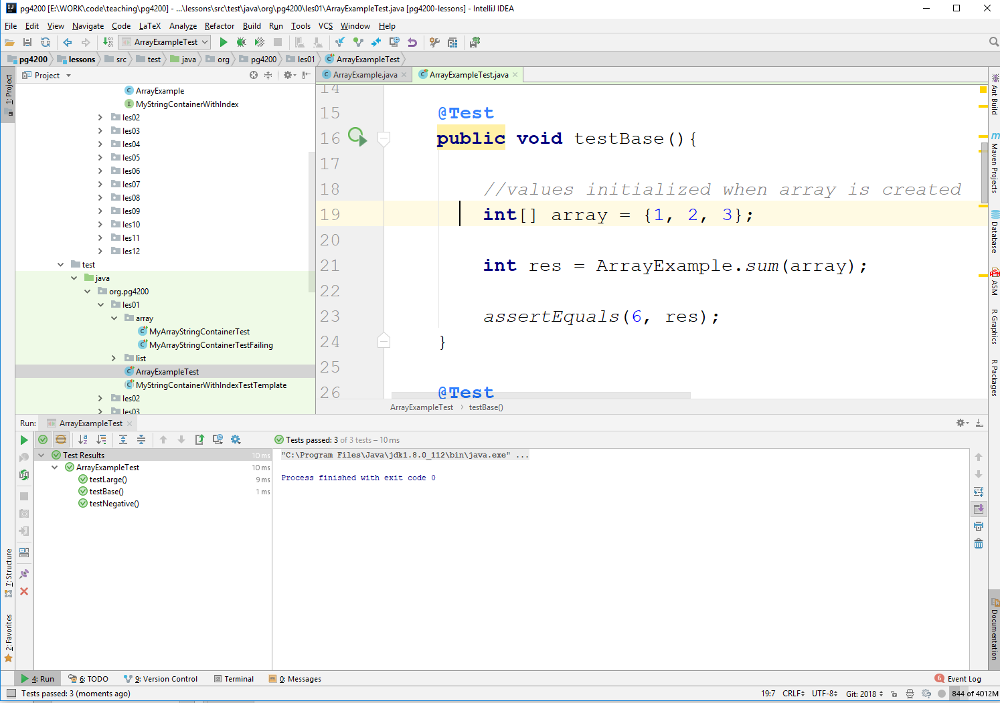 pg4200 [E:\WORK\code\teaching\pg4200] - ...\lessons\src\test\java\org\pg4200\les01\ArrayExampleTest.java [pg4200-lessons] - IntelliJ IDEA
File Edit View Navigate Code LaTeX Analyze Refactor Build Run Tools VCS Window Help
ArrayExampleTest
pg4200 lessons src test java org pg4200 les01 ArrayExampleTest
1: Project
Project
ArrayExample
MyStringContainerWithIndex
les02
les03
les04
les05
les06
les07
les08
les09
les10
les11
les12
test
java
org.pg4200
les01
array
MyArrayStringContainerTest
MyArrayStringContainerTestFailing
list
ArrayExampleTest
MyStringContainerWithIndexTestTemplate
les02
les03
ArrayExample.java ArrayExampleTest.java
14
15 @Test
16 public void testBase(){
17
18 //values initialized when array is created
19 int[] array = {1, 2, 3};
20
21 int res = ArrayExample.sum(array);
22
23 assertEquals(6, res);
24 }
25
26 @Test
ArrayExampleTest testBase()
Ant Build
m Maven Projects
Database
ASM
R Graphics
R Packages
Documentation
Run: ArrayExampleTest
Tests passed: 3 of 3 tests – 10 ms
Test Results 10 ms
ArrayExampleTest 10 ms
testLarge() 9 ms
testBase() 1 ms
testNegative()
"C:\Program Files\Java\jdk1.8.0_112\bin\java.exe" ...
Process finished with exit code 0
7: Structure
2: Favorites
4: Run 6: TODO 9: Version Control Terminal 0: Messages 6 Event Log
Tests passed: 3 (moments ago) 19:7 CRLF UTF-8 Git: 2018 844 of 4012M